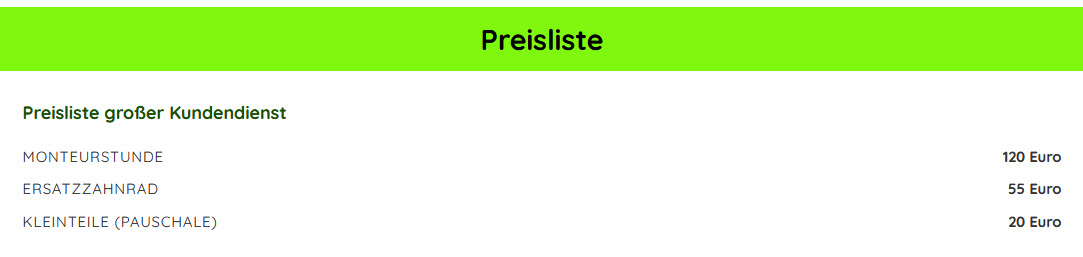 Preisliste
Preisliste großer Kundendienst
MONTEURSTUNDE 120 Euro
ERSATZZAHNRAD 55 Euro
KLEINTEILE (PAUSCHALE) 20 Euro